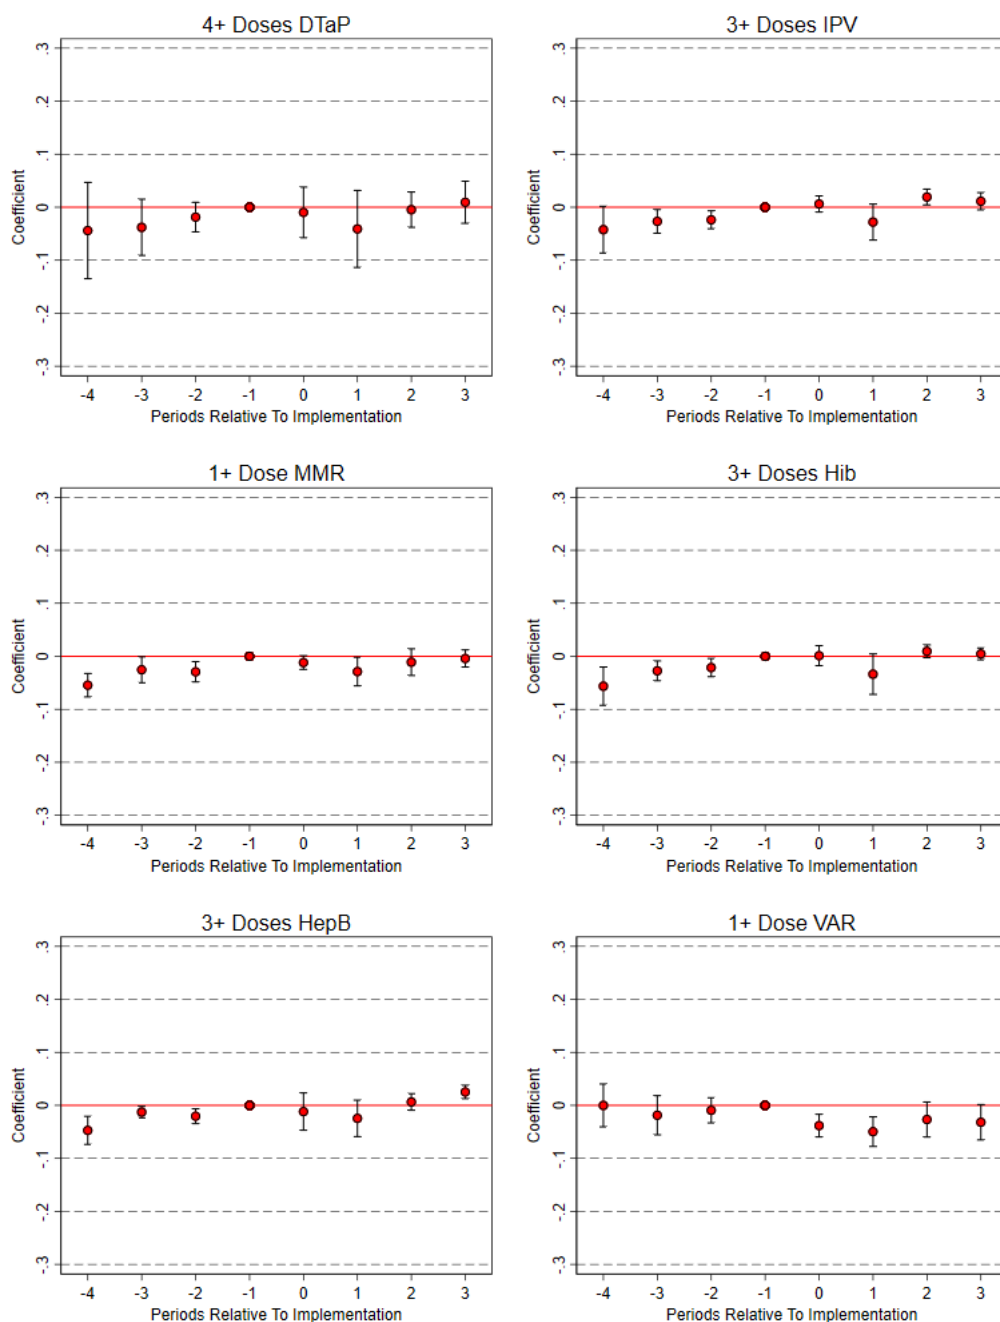 4+ Doses DTaP
.3
.2
.1
0
-.1
-.2
-.3
Coefficient
-4 -3 -2 -1 0 1 2 3
Periods Relative To Implementation
3+ Doses IPV
.3
.2
.1
0
-.1
-.2
-.3
Coefficient
-4 -3 -2 -1 0 1 2 3
Periods Relative To Implementation
1+ Dose MMR
.3
.2
.1
0
-.1
-.2
-.3
Coefficient
-4 -3 -2 -1 0 1 2 3
Periods Relative To Implementation
3+ Doses Hib
.3
.2
.1
0
-.1
-.2
-.3
Coefficient
-4 -3 -2 -1 0 1 2 3
Periods Relative To Implementation
3+ Doses HepB
.3
.2
.1
0
-.1
-.2
-.3
Coefficient
-4 -3 -2 -1 0 1 2 3
Periods Relative To Implementation
1+ Dose VAR
.3
.2
.1
0
-.1
-.2
-.3
Coefficient
-4 -3 -2 -1 0 1 2 3
Periods Relative To Implementation